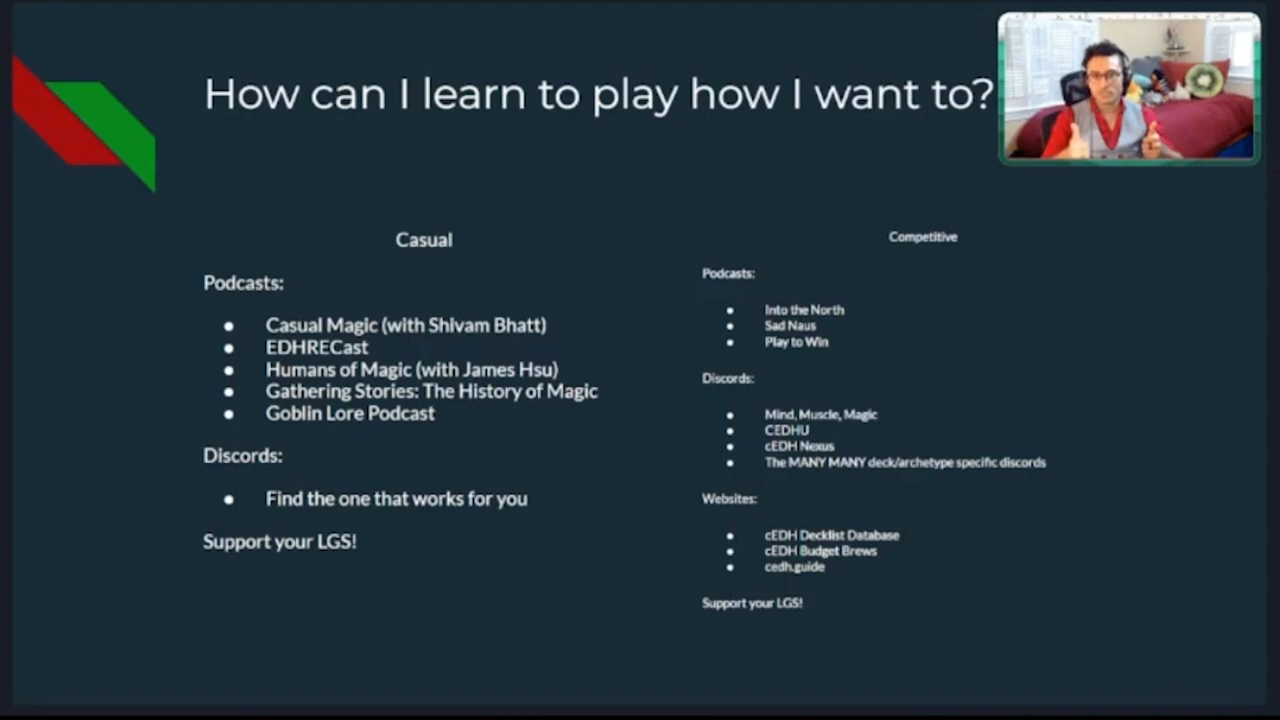 How can I learn to play how I want to?
Casual
Podcasts:
● Casual Magic (with Shivam Bhatt)
● EDHRECast
● Humans of Magic (with James Hsu)
● Gathering Stories: The History of Magic
● Goblin Lore Podcast
Discords:
● Find the one that works for you
Support your LGS!
Competitive
Podcasts:
● Into the North
● Sad Naus
● Play to Win
Discords:
● Mind, Muscle, Magic
● CEDHU
● cEDH Nexus
● The MANY MANY deck/archetype specific discords
Websites:
● cEDH Decklist Database
● cEDH Budget Brews
● cedh.guide
Support your LGS!